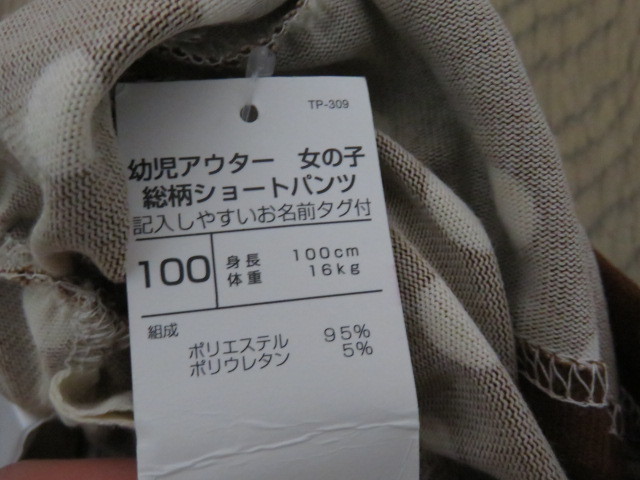 TP-309
幼児アウター 女の子
総柄ショートパンツ
記入しやすいお名前タグ付
100
身長 100cm
体重 16kg
組成
ポリエステル 95%
ポリウレタン 5%